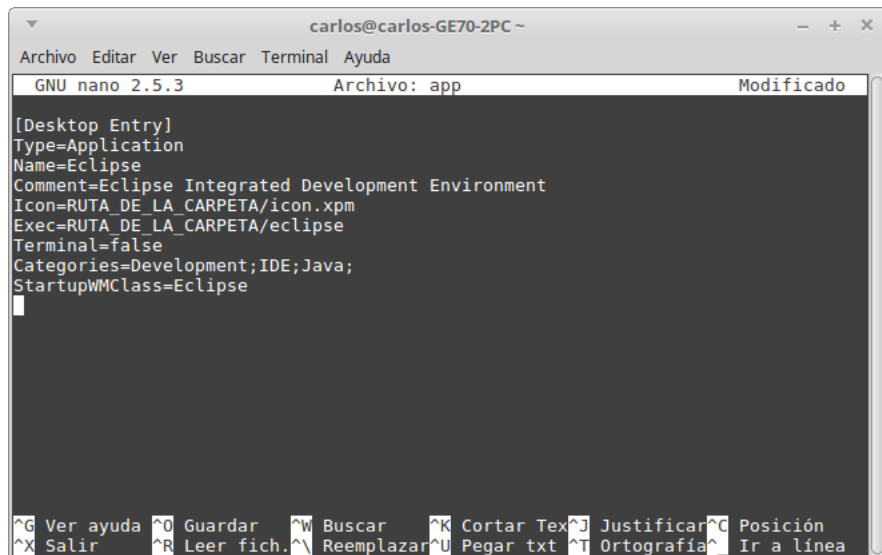 carlos@carlos-GE70-2PC ~
Archivo Editar Ver Buscar Terminal Ayuda
GNU nano 2.5.3 Archivo: app Modificado
[Desktop Entry]
Type=Application
Name=Eclipse
Comment=Eclipse Integrated Development Environment
Icon=RUTA_DE_LA_CARPETA/icon.xpm
Exec=RUTA_DE_LA_CARPETA/eclipse
Terminal=false
Categories=Development;IDE;Java;
StartupWMClass=Eclipse
^G Ver ayuda ^O Guardar ^W Buscar ^K Cortar Tex^J Justificar^C Posición
^X Salir ^R Leer fich.^\ Reemplazar^U Pegar txt ^T Ortografía^_ Ir a línea